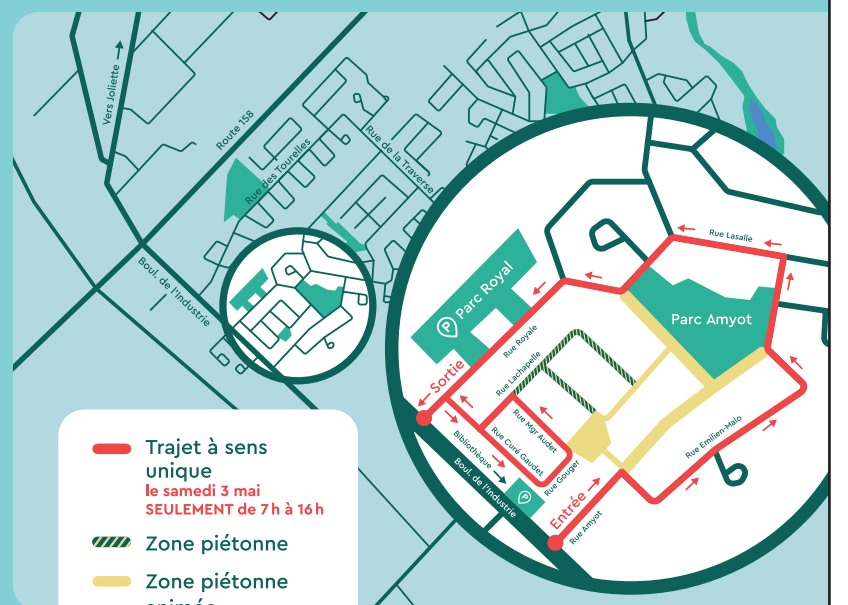 Vers Joliette
Route 158
Rue des Tourelles
Rue de la Traverse
Boul. de l'Industrie
Rue Lasalle
P Parc Royal
Parc Amyot
Rue Royale
Sortie
Rue Lachapelle
Rue Mgr Audet
Rue Curé Gaudet
Bibliothèque
Boul. de l'Industrie
P
Rue Gouger
Rue Emilien-Malo
Entrée
Rue Amyot
Trajet à sens
unique
le samedi 3 mai
SEULEMENT de 7 h à 16 h
Zone piétonne
Zone piétonne
animée